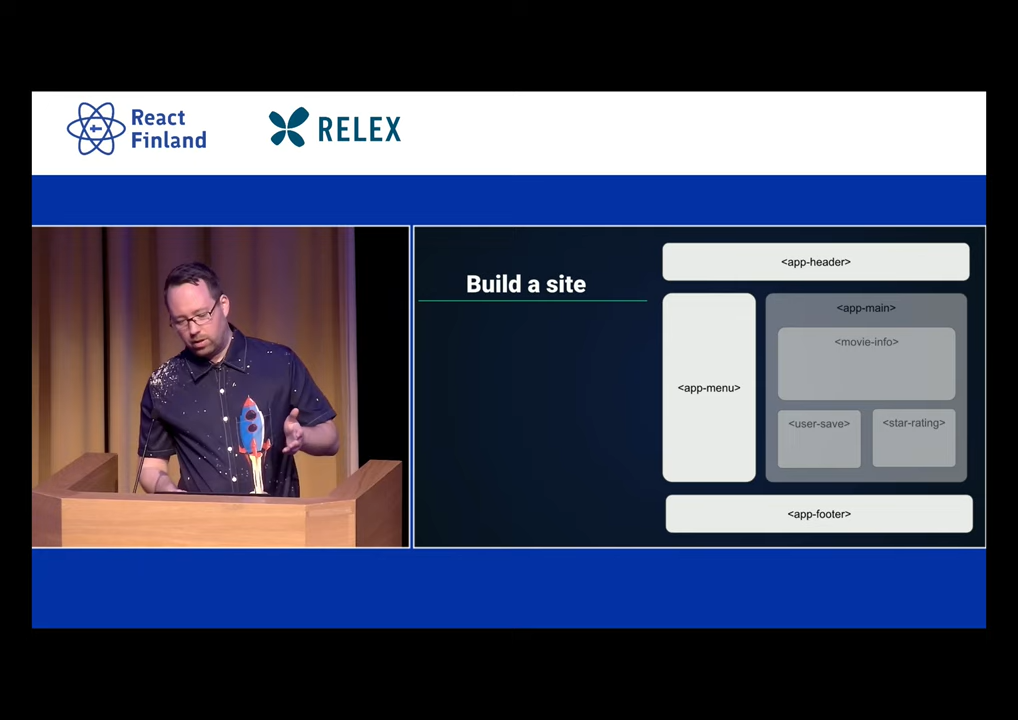 React
Finland
RELEX
Build a site
<app-header>
<app-menu>
<app-main>
<movie-info>
<user-save>
<star-rating>
<app-footer>